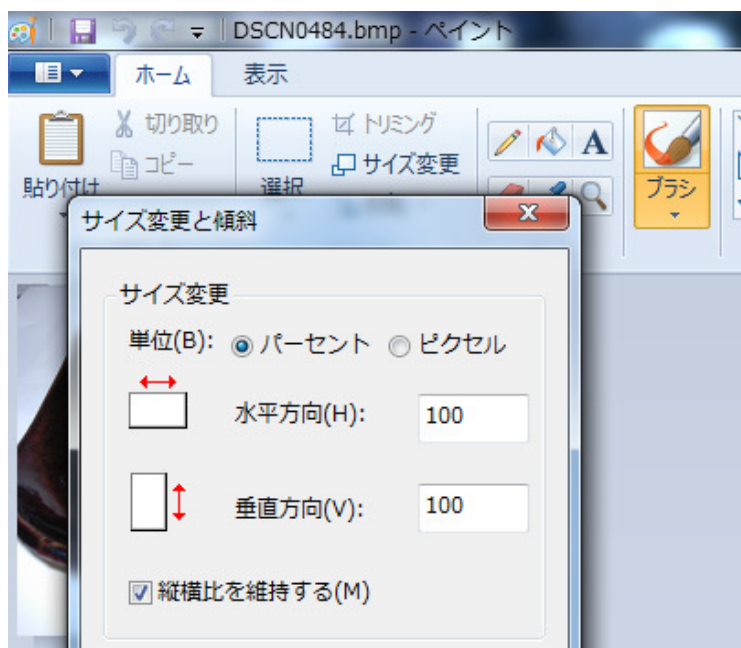 DSCN0484.bmp - ペイント
ホーム 表示
切り取り
コピー
貼り付け
選択
トリミング
サイズ変更
A
ブラシ
サイズ変更と傾斜
サイズ変更
単位(B): パーセント ピクセル
水平方向(H): 100
垂直方向(V): 100
縦横比を維持する(M)